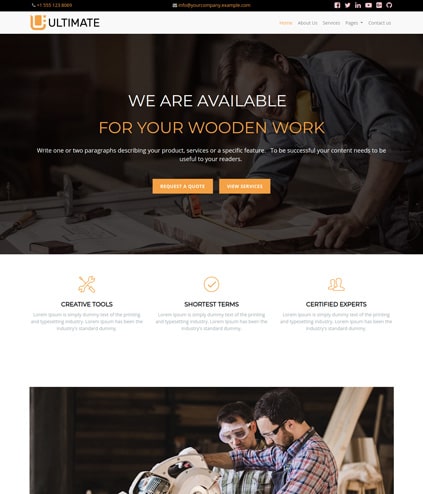 +1 555 123 8069
info@yourcompany.example.com
ULTIMATE
Home About Us Services Pages Contact us
WE ARE AVAILABLE
FOR YOUR WOODEN WORK
Write one or two paragraphs describing your product, services or a specific feature. To be successful your content needs to be
useful to your readers.
REQUEST A QUOTE VIEW SERVICES
CREATIVE TOOLS
Lorem Ipsum is simply dummy text of the printing
and typesetting industry. Lorem Ipsum has been the
industry's standard dummy.
SHORTEST TERMS
Lorem Ipsum is simply dummy text of the printing
and typesetting industry. Lorem Ipsum has been the
industry's standard dummy.
CERTIFIED EXPERTS
Lorem Ipsum is simply dummy text of the printing
and typesetting industry. Lorem Ipsum has been the
industry's standard dummy.